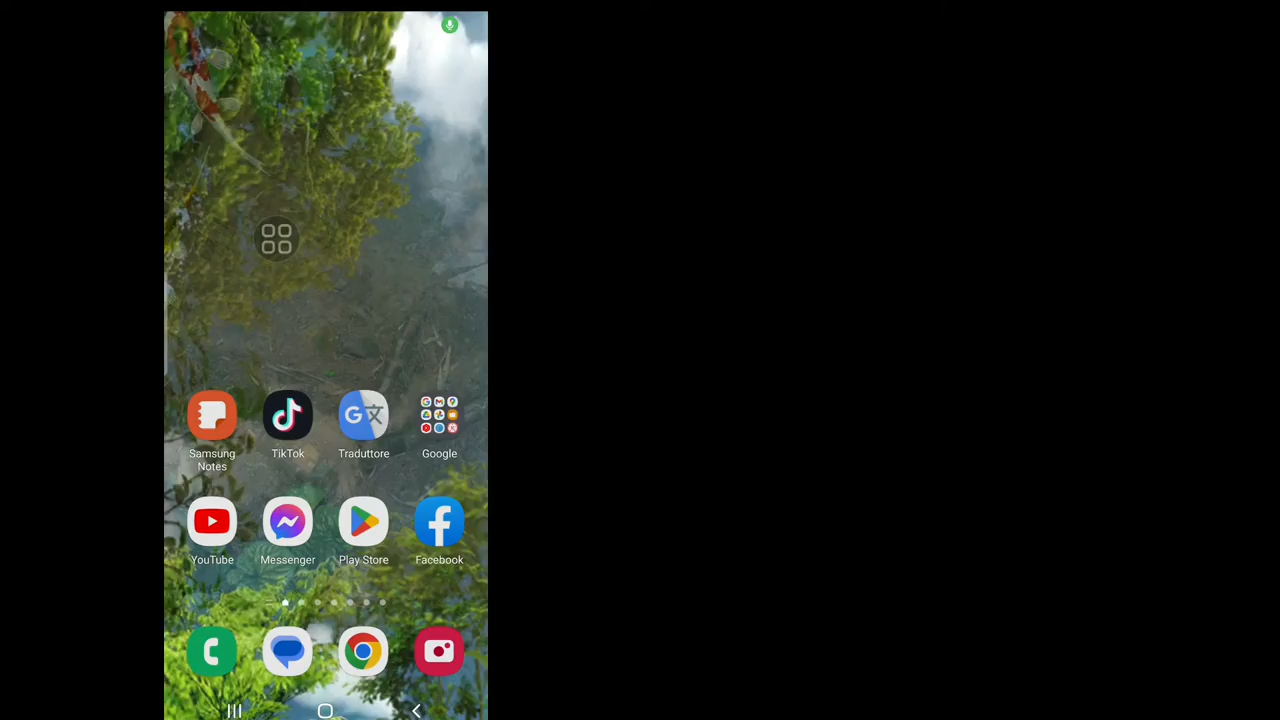 Samsung
Notes
TikTok
Traduttore
Google
YouTube
Messenger
Play Store
Facebook